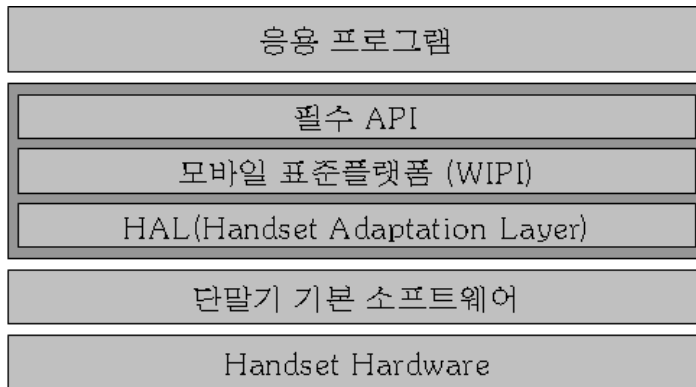 응용 프로그램
필수 API
모바일 표준플랫폼 (WIPI)
HAL(Handset Adaptation Layer)
단말기 기본 소프트웨어
Handset Hardware